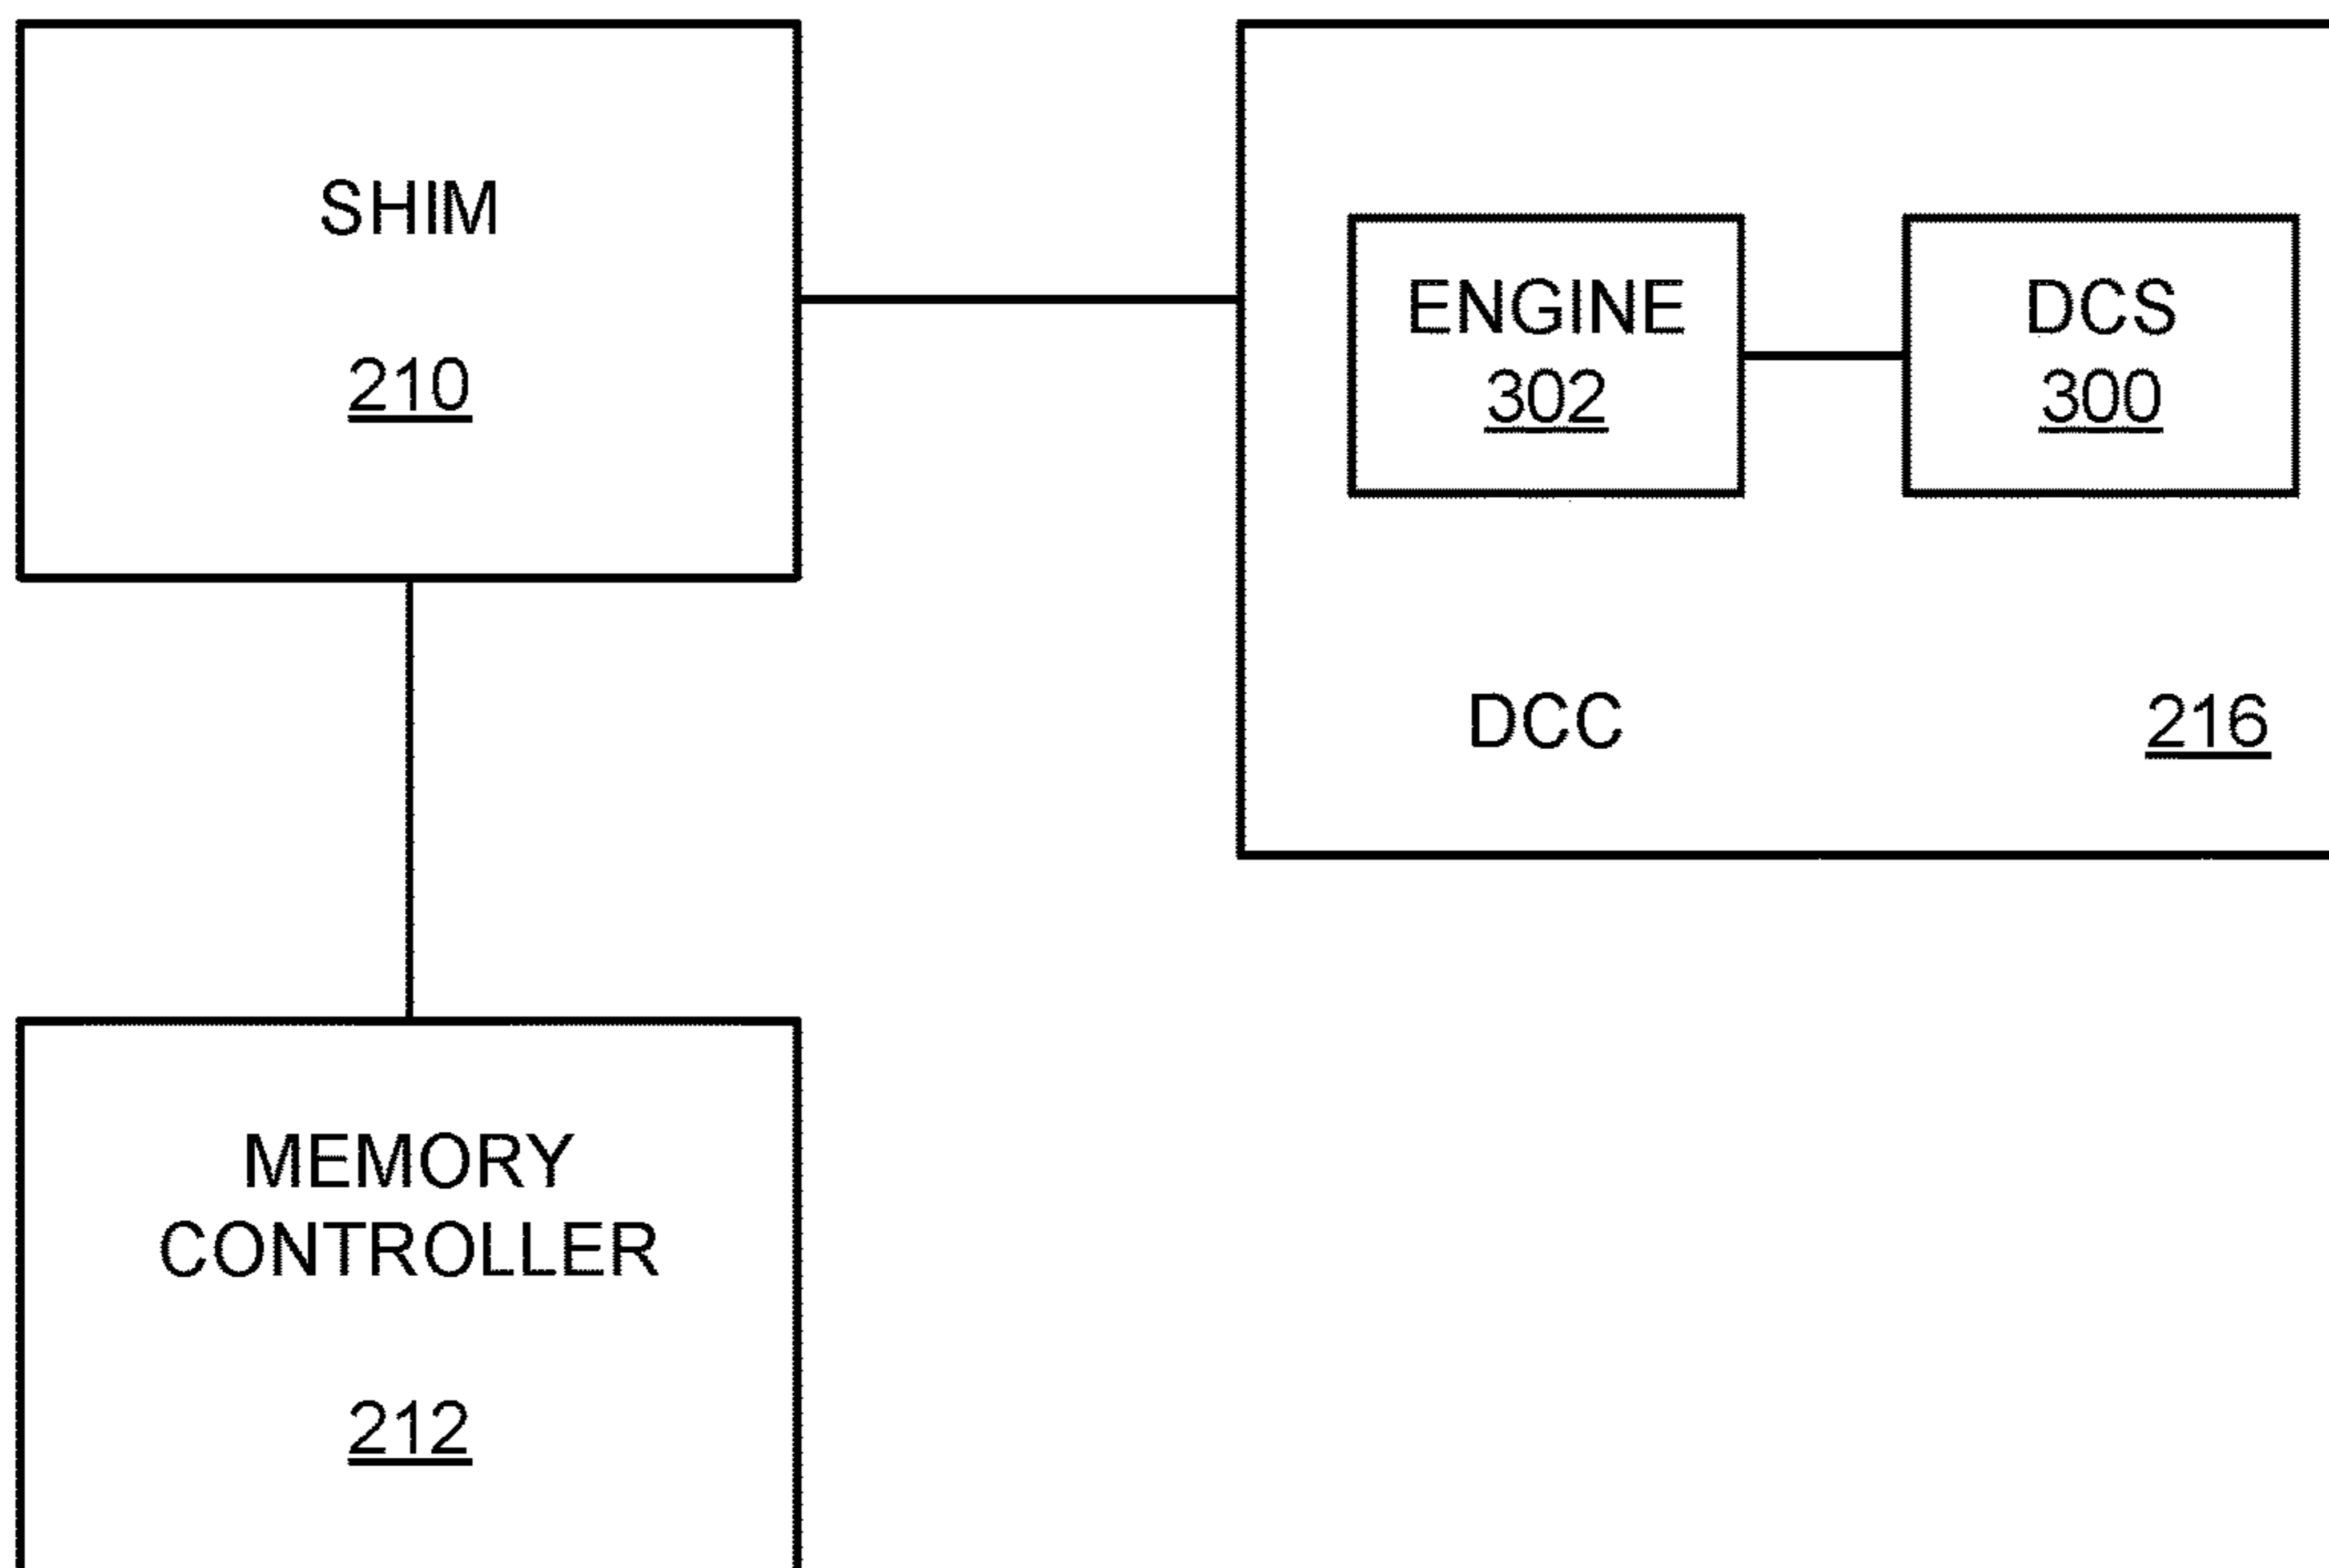 SHIM
210
ENGINE
302
DCS
300
DCC
216
MEMORY
CONTROLLER
212